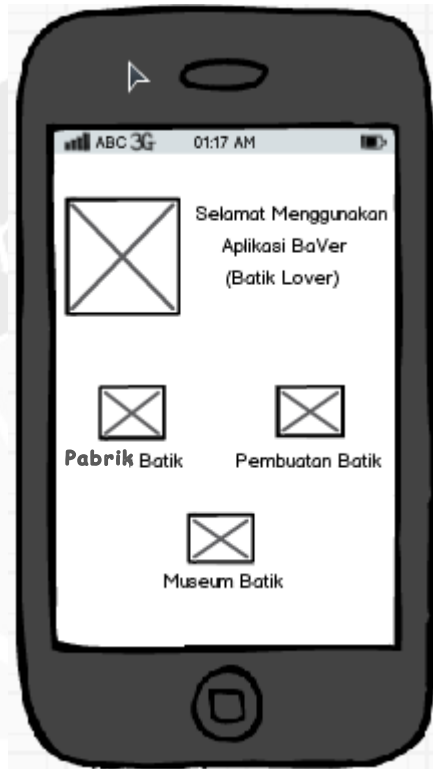 ABC 3G 01:17 AM
Selamat Menggunakan
Aplikasi BaVer
(Batik Lover)
Pabrik Batik Pembuatan Batik
Museum Batik